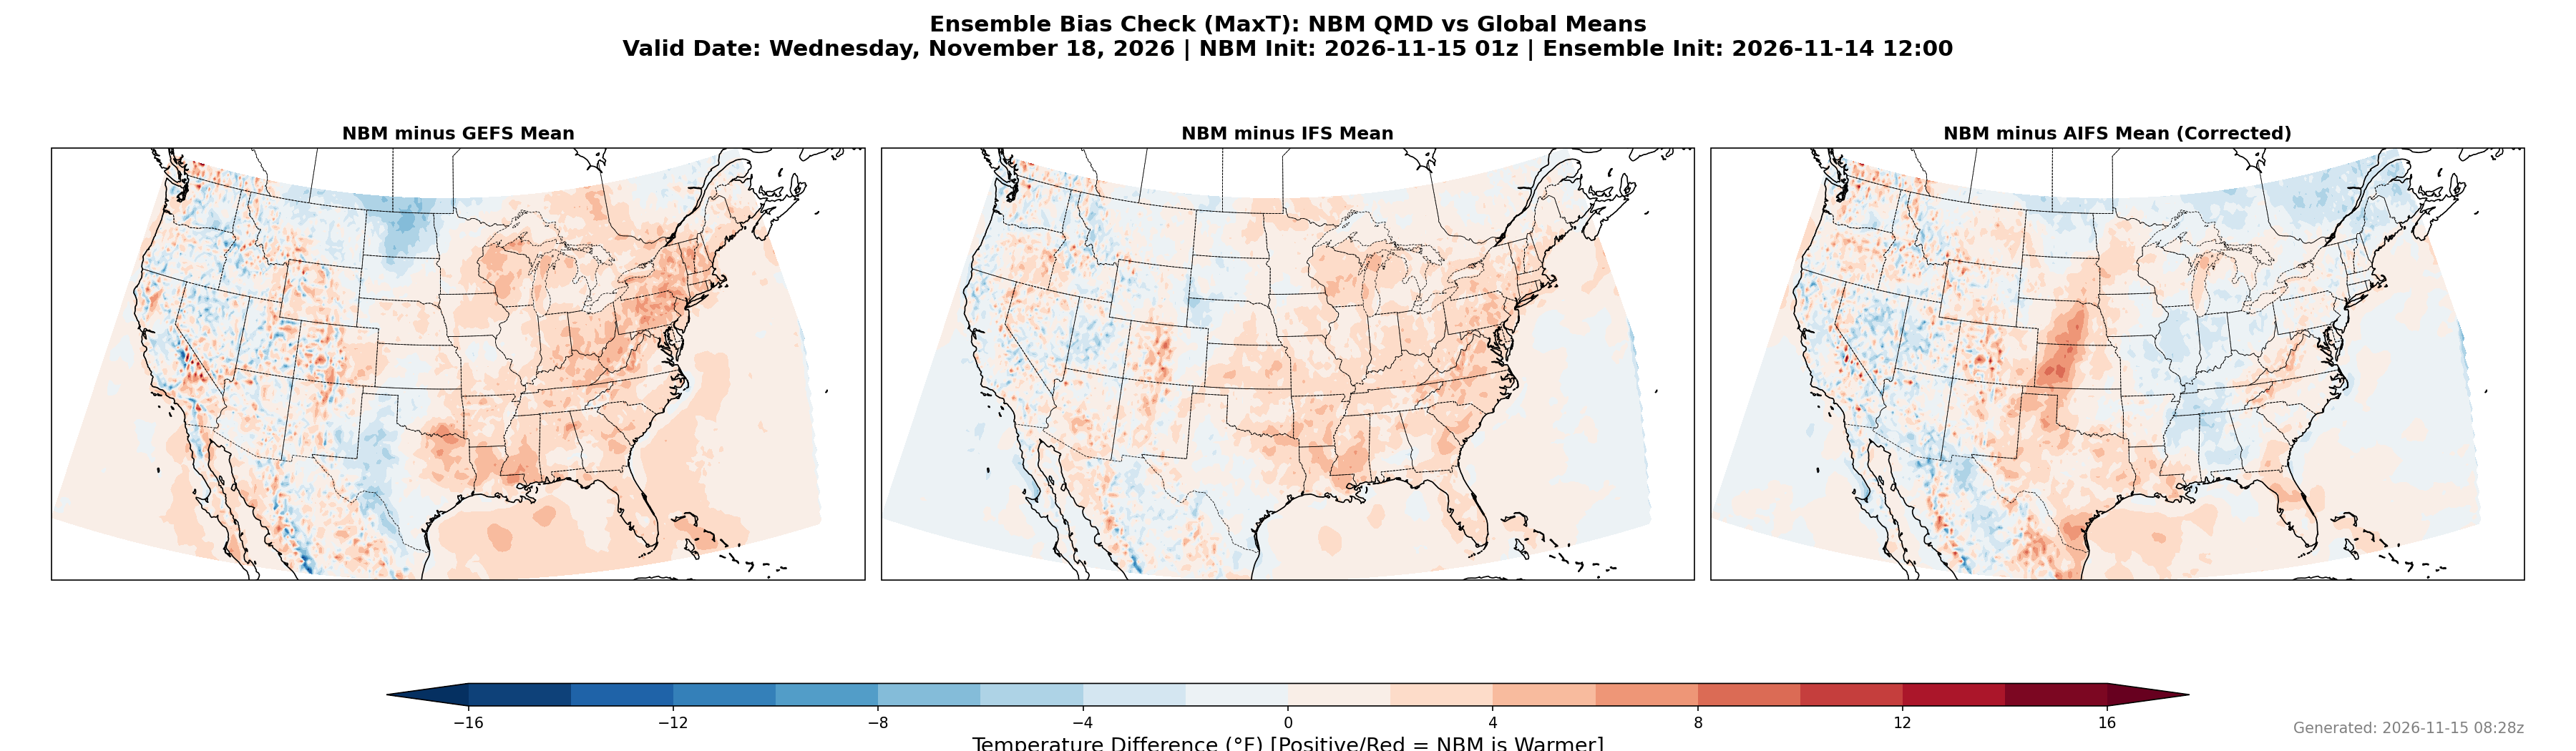 Ensemble Bias Check (MaxT): NBM QMD vs Global Means
Valid Date: Wednesday, November 18, 2026 | NBM Init: 2026-11-15 01z | Ensemble Init: 2026-11-14 12:00
NBM minus GEFS Mean
NBM minus IFS Mean
NBM minus AIFS Mean (Corrected)
−16 −12 −8 −4 0 4 8 12 16
Temperature Difference (°F) [Positive/Red = NBM is Warmer]
Generated: 2026-11-15 08:28z